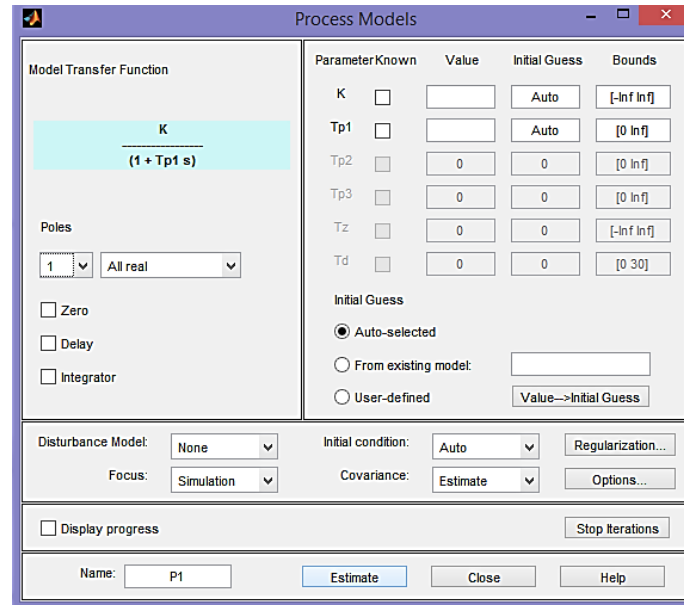 Process Models
Model Transfer Function
K
-----------------
(1 + Tp1 s)
Poles
1 All real
Zero
Delay
Integrator
Parameter Known Value Initial Guess Bounds
K Auto [-Inf Inf]
Tp1 Auto [0 Inf]
Tp2 0 0 [0 Inf]
Tp3 0 0 [0 Inf]
Tz 0 0 [-Inf Inf]
Td 0 0 [0 30]
Initial Guess
Auto-selected
From existing model:
User-defined Value-->Initial Guess
Disturbance Model: None Initial condition: Auto Regularization...
Focus: Simulation Covariance: Estimate Options...
Display progress Stop Iterations
Name: P1 Estimate Close Help